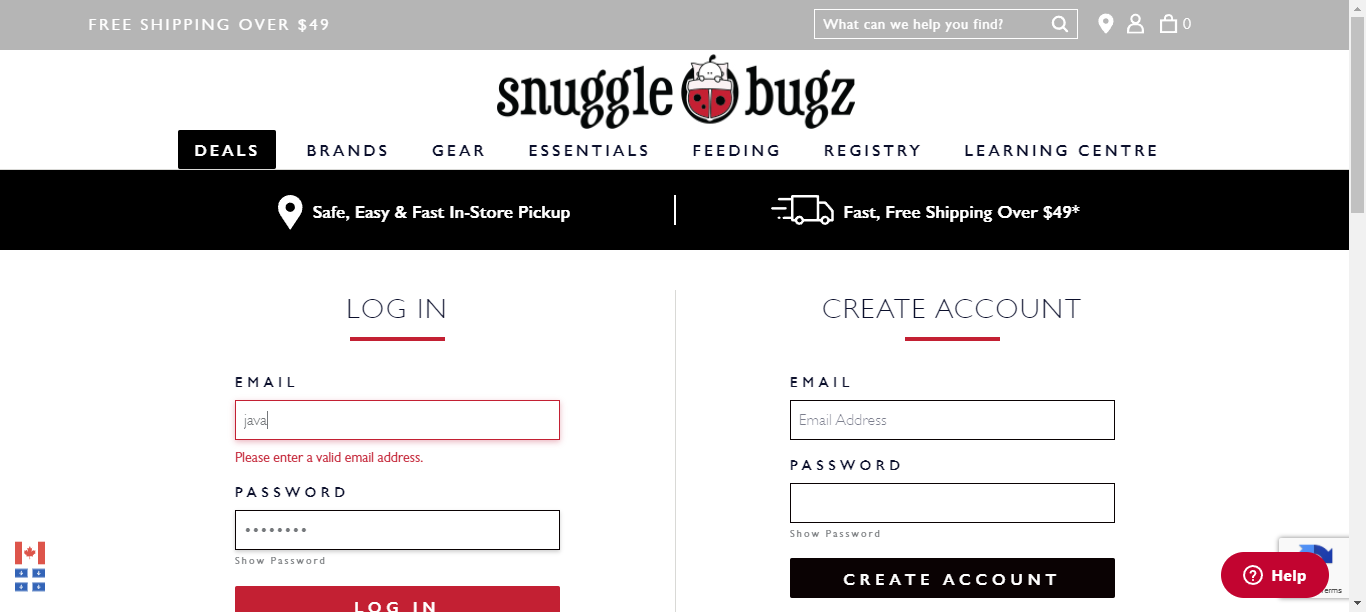 FREE SHIPPING OVER $49
What can we help you find?
0
snuggle bugz
DEALS BRANDS GEAR ESSENTIALS FEEDING REGISTRY LEARNING CENTRE
Safe, Easy & Fast In-Store Pickup
Fast, Free Shipping Over $49*
LOG IN
EMAIL
java
Please enter a valid email address.
PASSWORD
Show Password
LOG IN
CREATE ACCOUNT
EMAIL
Email Address
PASSWORD
Show Password
CREATE ACCOUNT
Help
Terms